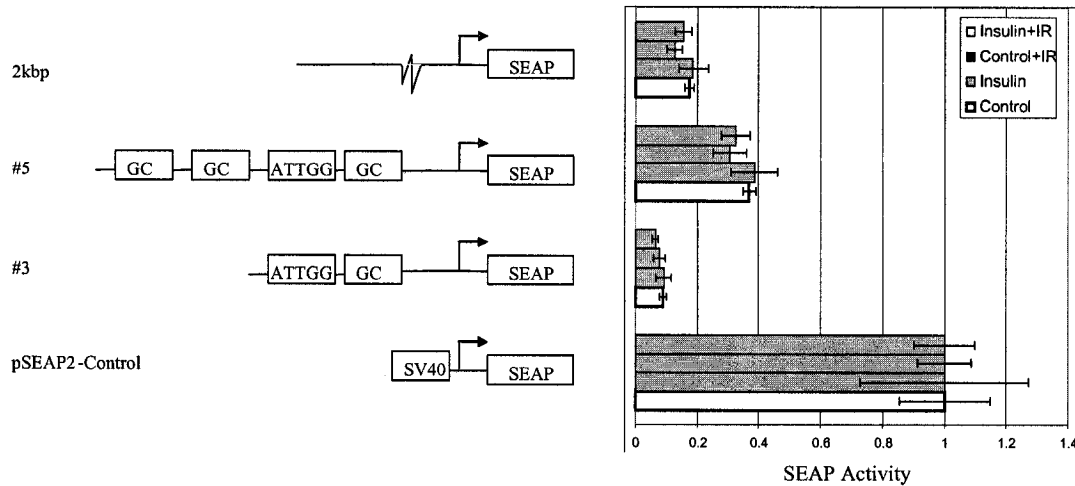 2kbp
SEAP
#5
GC
GC
ATTGG
GC
SEAP
#3
ATTGG
GC
SEAP
pSEAP2-Control
SV40
SEAP
Insulin+IR
Control+IR
Insulin
Control
0
0.2
0.4
0.6
0.8
1
1.2
1.4
SEAP Activity